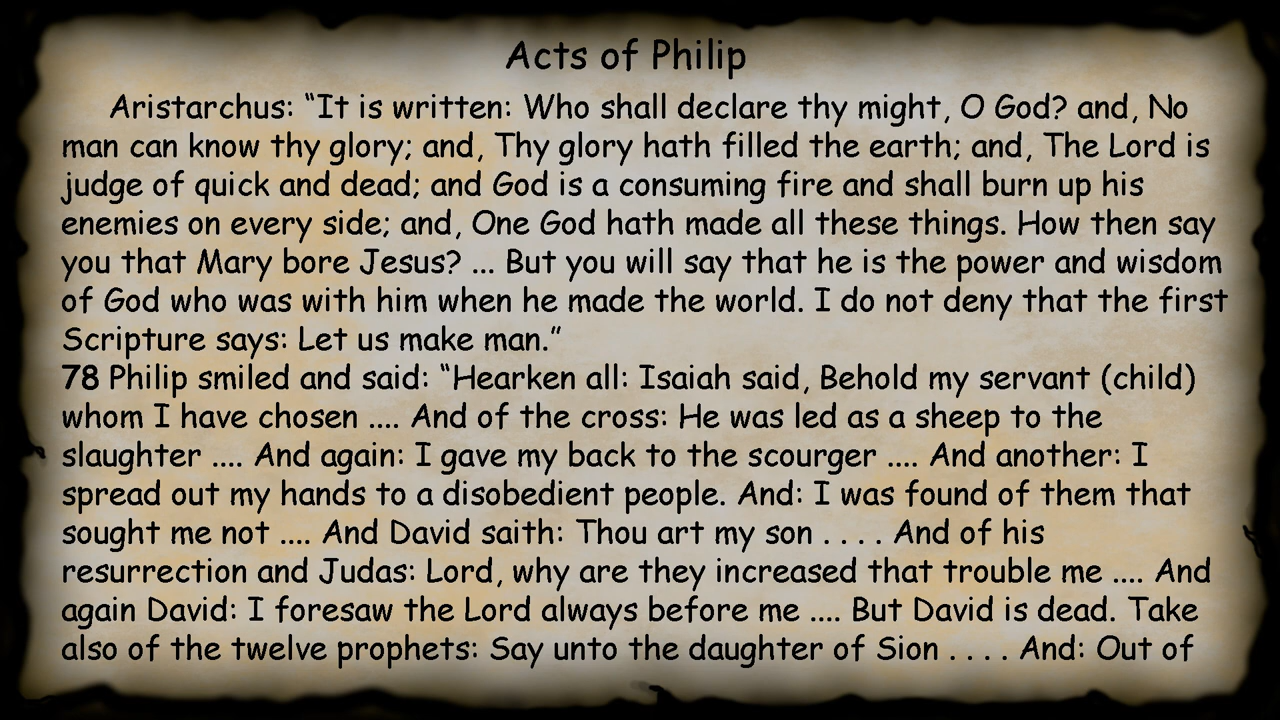 Acts of Philip
Aristarchus: “It is written: Who shall declare thy might, O God? and, No
man can know thy glory; and, Thy glory hath filled the earth; and, The Lord is
judge of quick and dead; and God is a consuming fire and shall burn up his
enemies on every side; and, One God hath made all these things. How then say
you that Mary bore Jesus? ... But you will say that he is the power and wisdom
of God who was with him when he made the world. I do not deny that the first
Scripture says: Let us make man.”
78 Philip smiled and said: “Hearken all: Isaiah said, Behold my servant (child)
whom I have chosen .... And of the cross: He was led as a sheep to the
slaughter .... And again: I gave my back to the scourger .... And another: I
spread out my hands to a disobedient people. And: I was found of them that
sought me not .... And David saith: Thou art my son . . . . And of his
resurrection and Judas: Lord, why are they increased that trouble me .... And
again David: I foresaw the Lord always before me .... But David is dead. Take
also of the twelve prophets: Say unto the daughter of Sion . . . . And: Out of